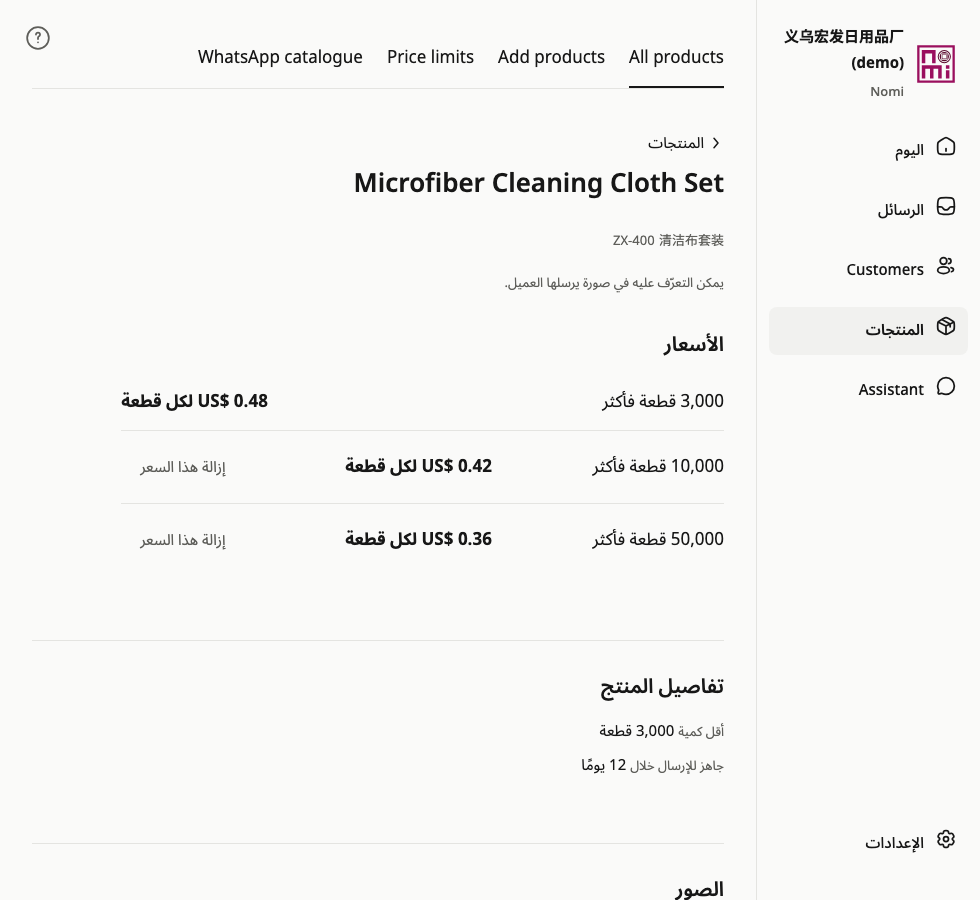 义乌宏发日用品厂
(demo)
Nomi
اليوم
الرسائل
Customers
المنتجات
Assistant
الإعدادات
All products
Add products
Price limits
WhatsApp catalogue
?
المنتجات
Microfiber Cleaning Cloth Set
ZX-400 清洁布套装
يمكن التعرّف عليه في صورة يرسلها العميل.
الأسعار
3,000 قطعة فأكثر US$ 0.48 لكل قطعة
10,000 قطعة فأكثر US$ 0.42 لكل قطعة إزالة هذا السعر
50,000 قطعة فأكثر US$ 0.36 لكل قطعة إزالة هذا السعر
تفاصيل المنتج
أقل كمية 3,000 قطعة
جاهز للإرسال خلال 12 يومًا
الصور